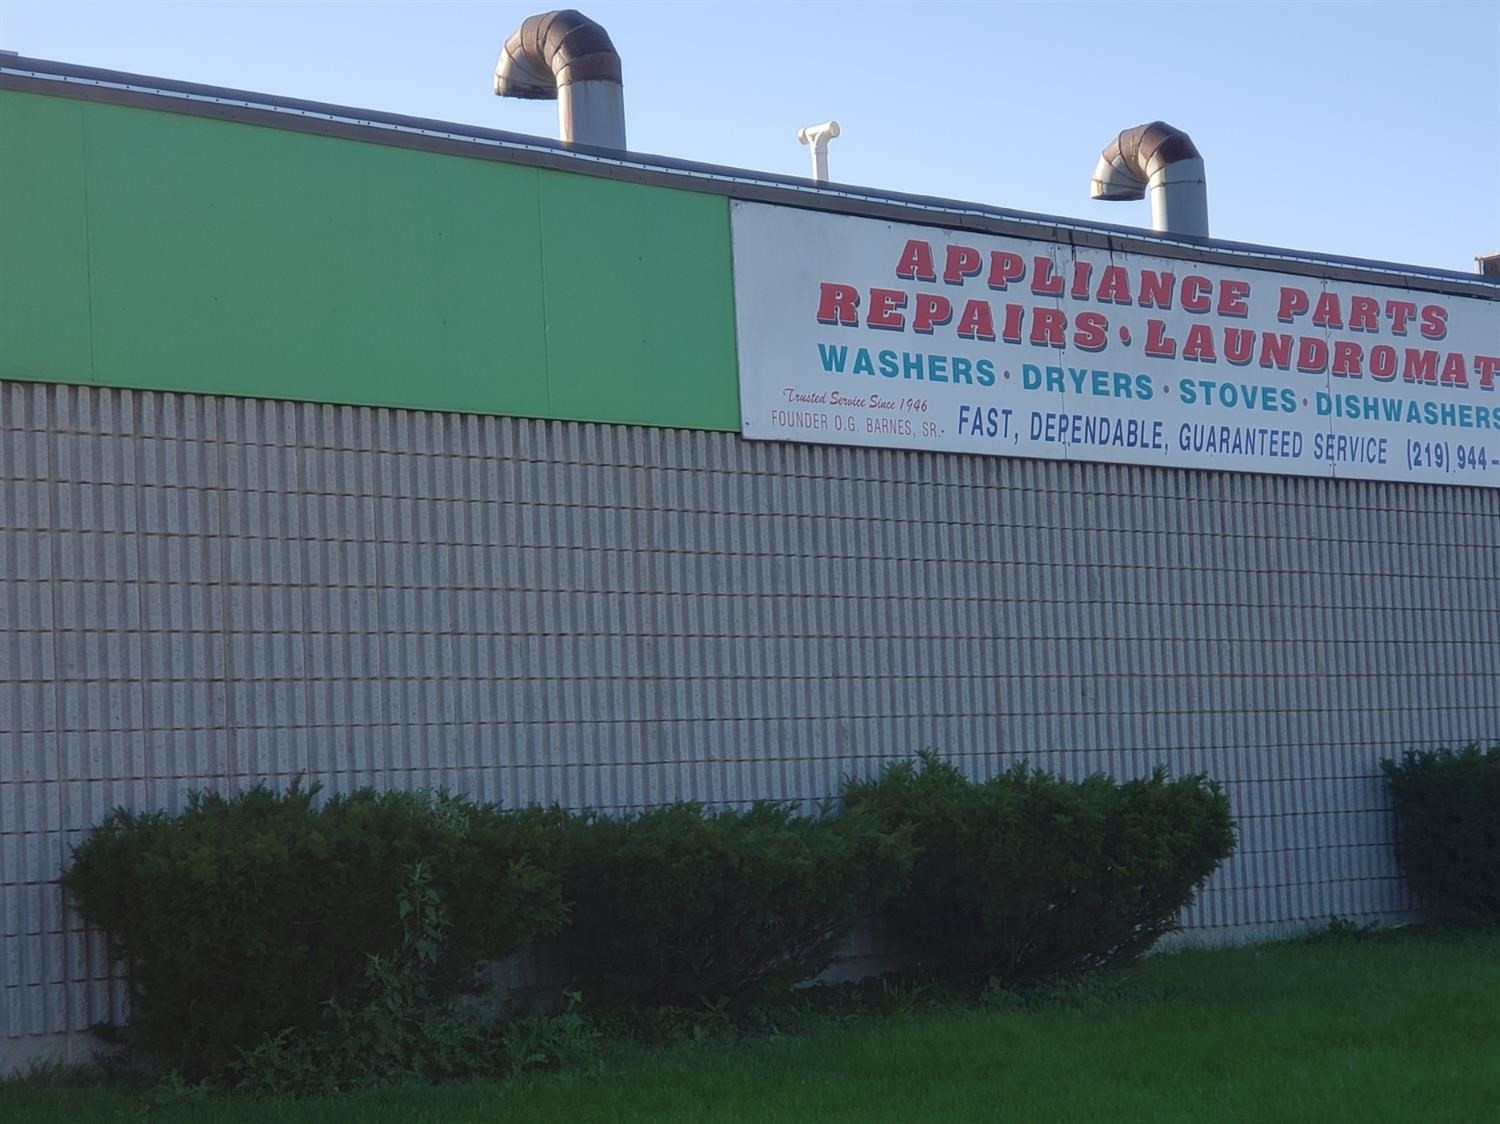 APPLIANCE PARTS
REPAIRS • LAUNDROMAT
WASHERS • DRYERS • STOVES • DISHWASHERS
Trusted Service Since 1946
FOUNDER O.G. BARNES, SR. - FAST, DEPENDABLE, GUARANTEED SERVICE (219) 944-